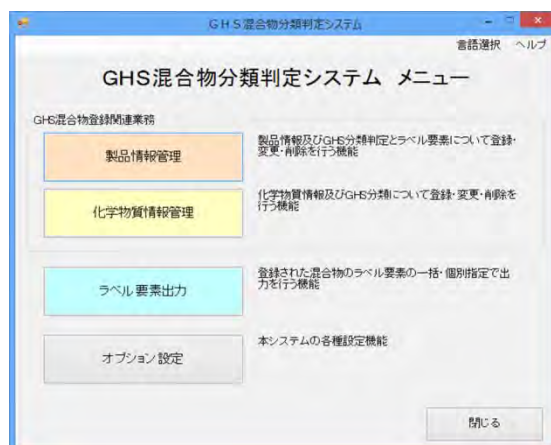 GHS混合物分類判定システム
言語選択 ヘルプ
GHS混合物分類判定システム メニュー
GHS混合物登録関連業務
製品情報管理
製品情報及びGHS分類判定とラベル要素について登録・
変更・削除を行う機能
化学物質情報管理
化学物質情報及びGHS分類について登録・変更・削除を
行う機能
ラベル要素出力
登録された混合物のラベル要素の一括・個別指定で出
力を行う機能
オプション設定
本システムの各種設定機能
閉じる